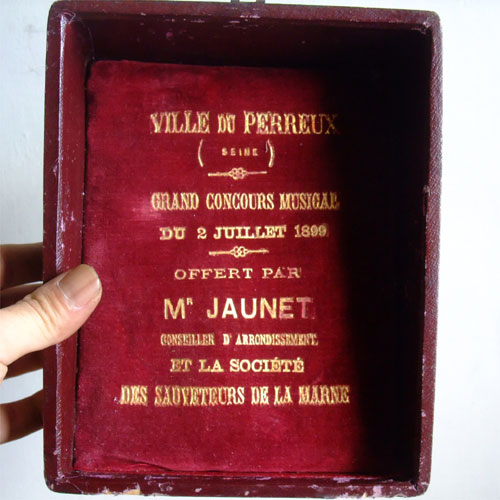 VILLE DU PERREUX
(SEINE)
GRAND CONCOURS MUSICAL
DU 2 JUILLET 1899
OFFERT PAR
MR JAUNET
CONSEILLER D'ARRONDISSEMENT
ET LA SOCIÉTÉ
DES SAUVETEURS DE LA MARNE